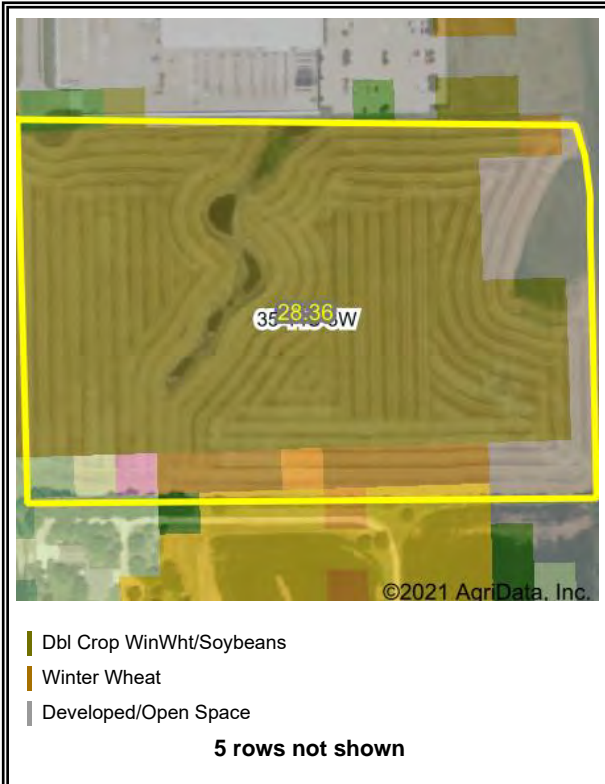 28:36
©2021 AgriData, Inc.
Dbl Crop WinWht/Soybeans
Winter Wheat
Developed/Open Space
5 rows not shown